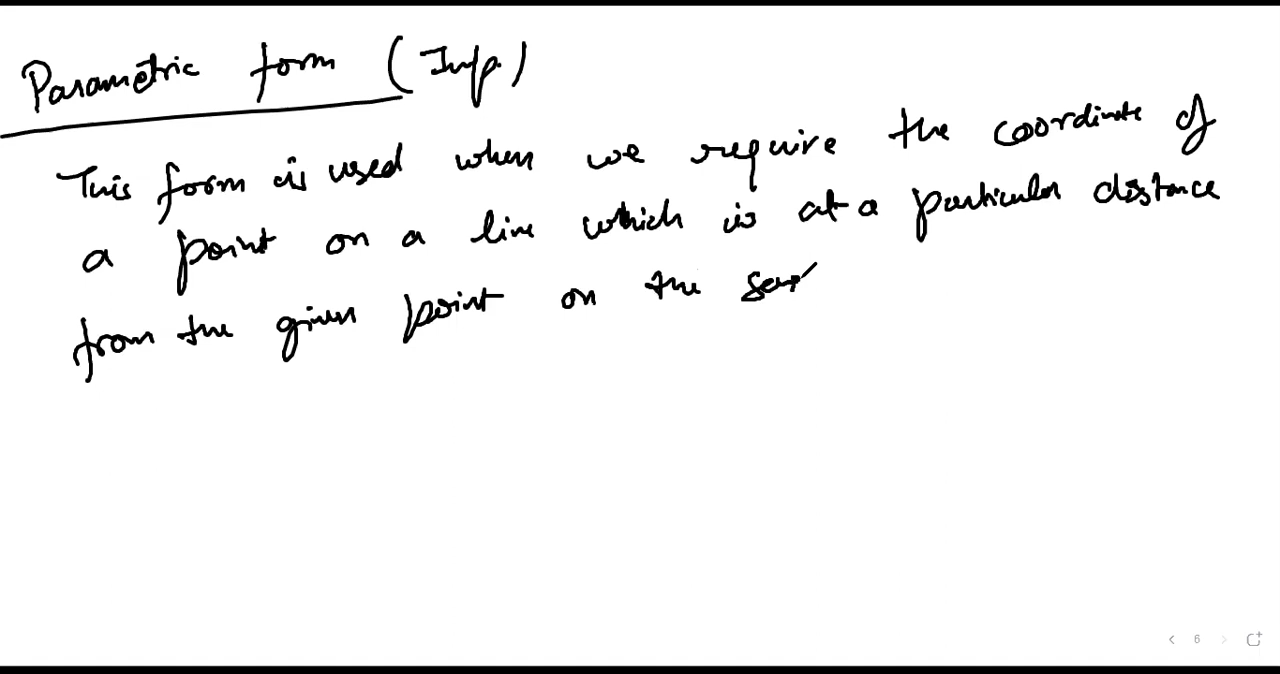 Parametric form (Imp.)
This form is used when we require the coordinate of
a point on a line which is at a particular distance
from the given point on the
6